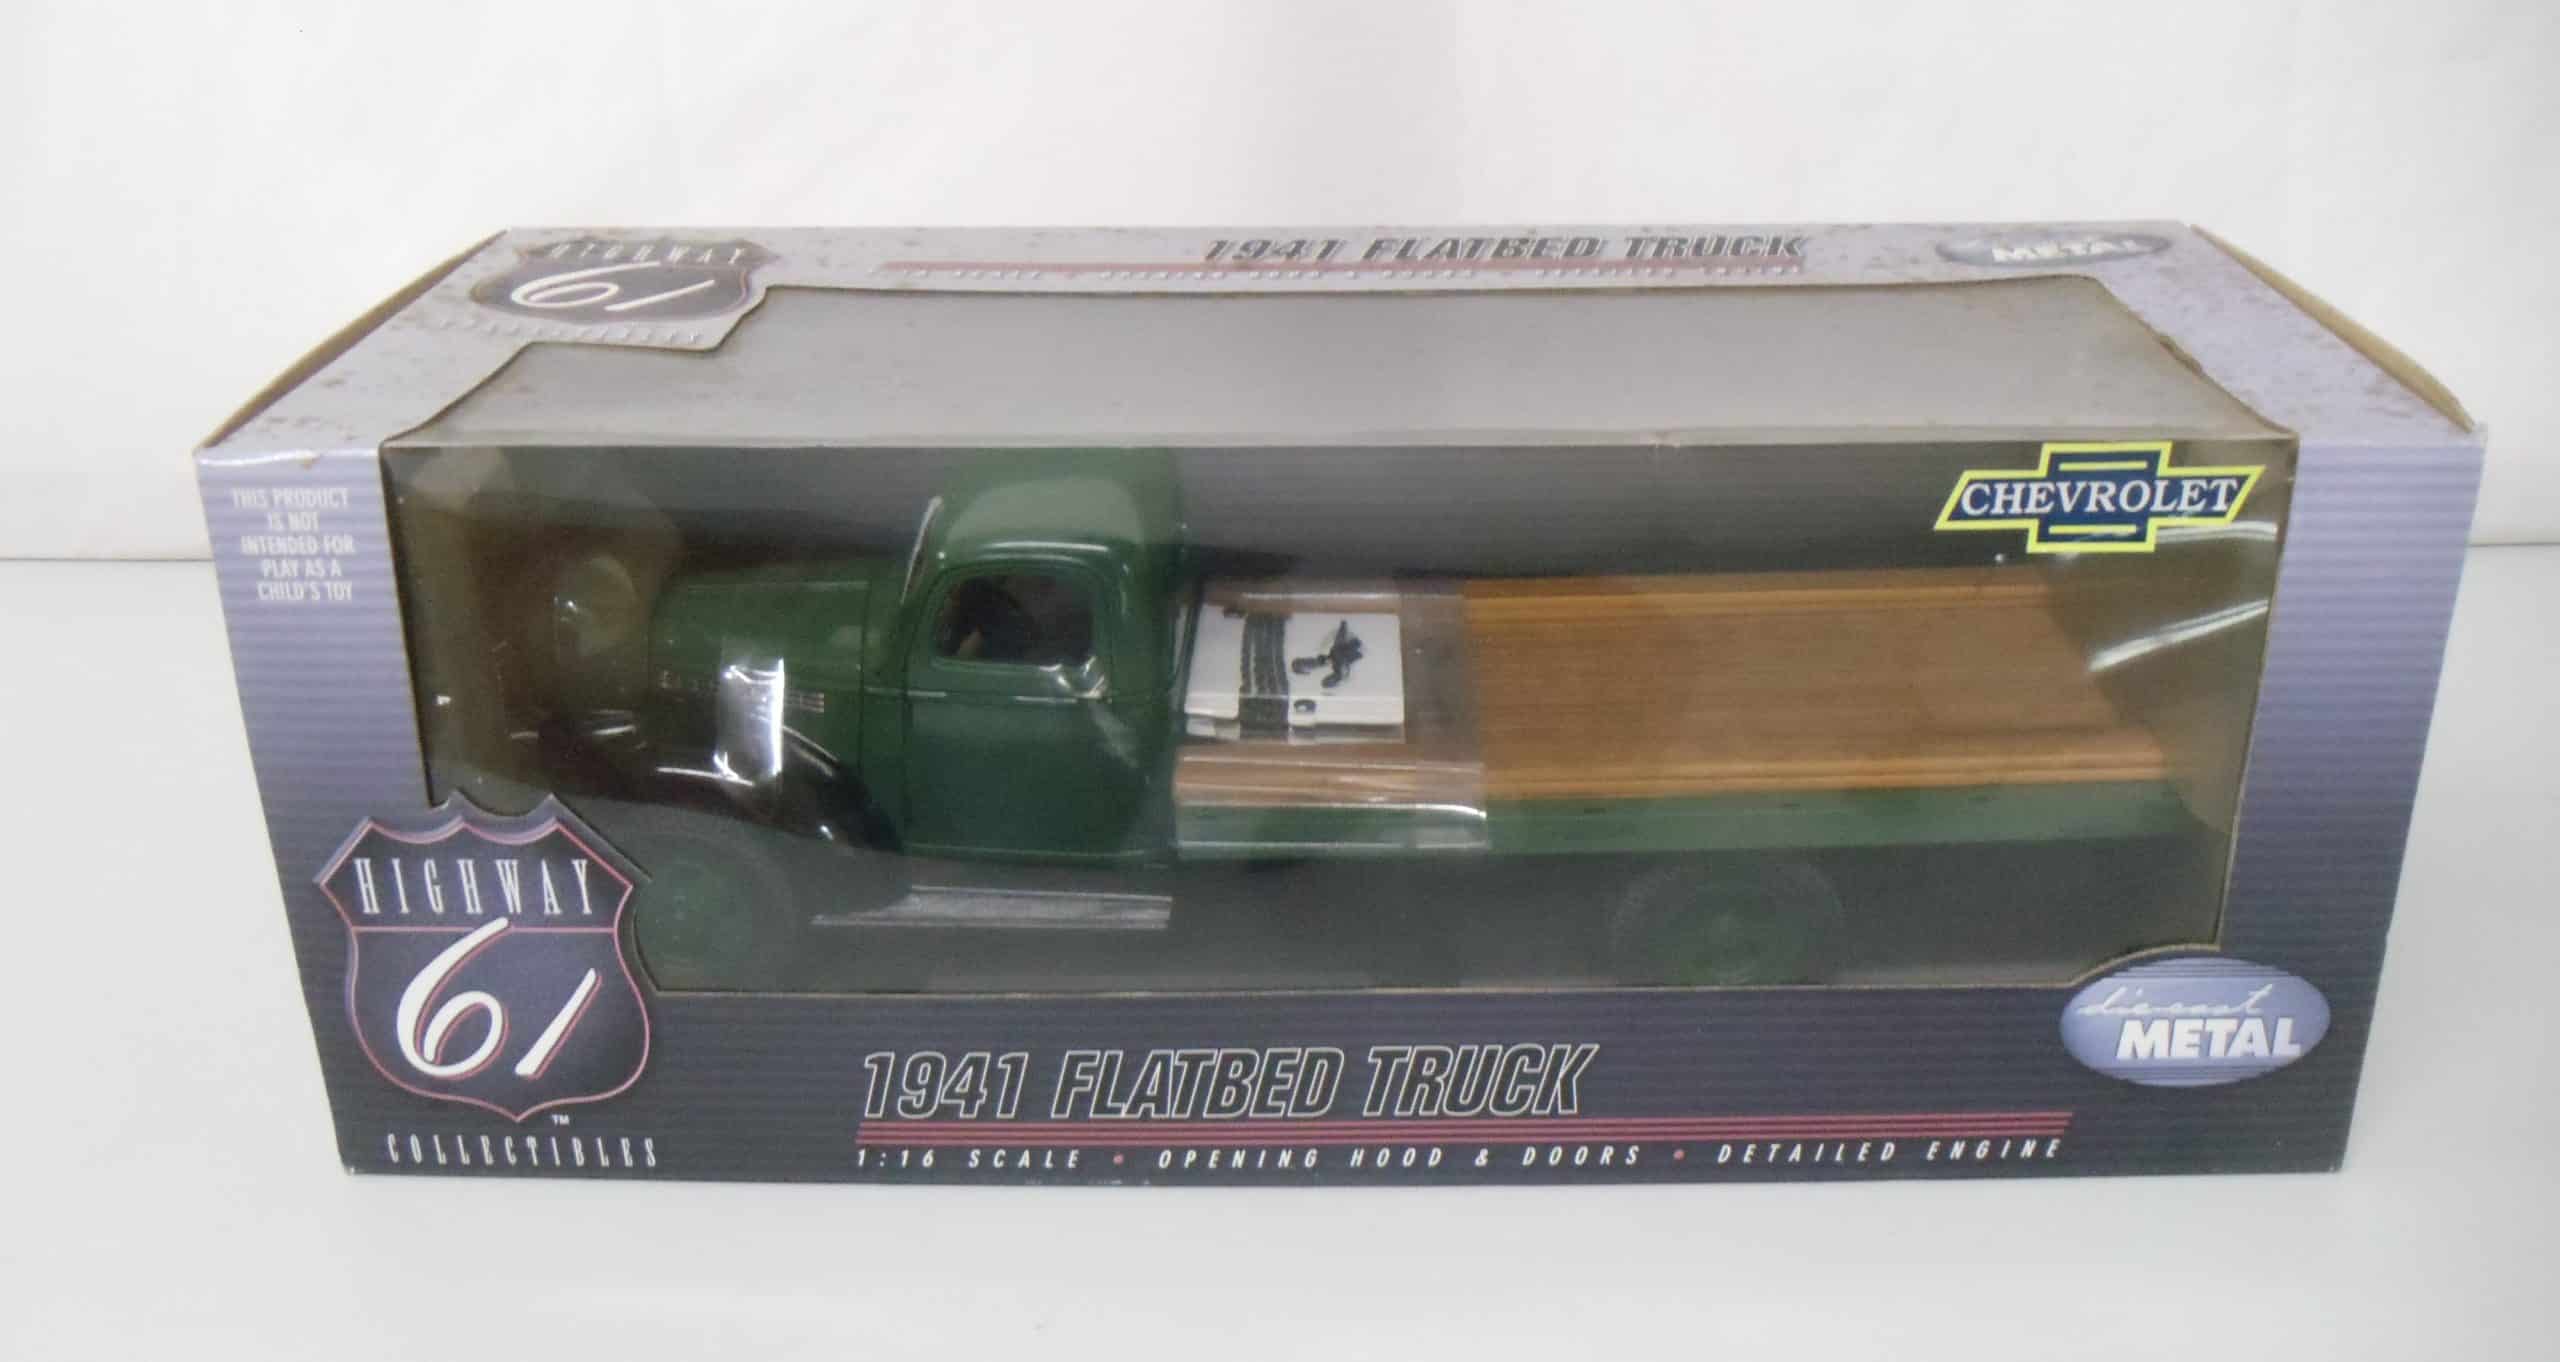 HIGHWAY
61
1941 FLATBED TRUCK
METAL
THIS PRODUCT
IS NOT
INTENDED FOR
PLAY AS A
CHILD'S TOY
CHEVROLET
HIGHWAY
61
TM
COLLECTIBLES
1941 FLATBED TRUCK
1:16 SCALE • OPENING HOOD & DOORS • DETAILED ENGINE
diecast
METAL